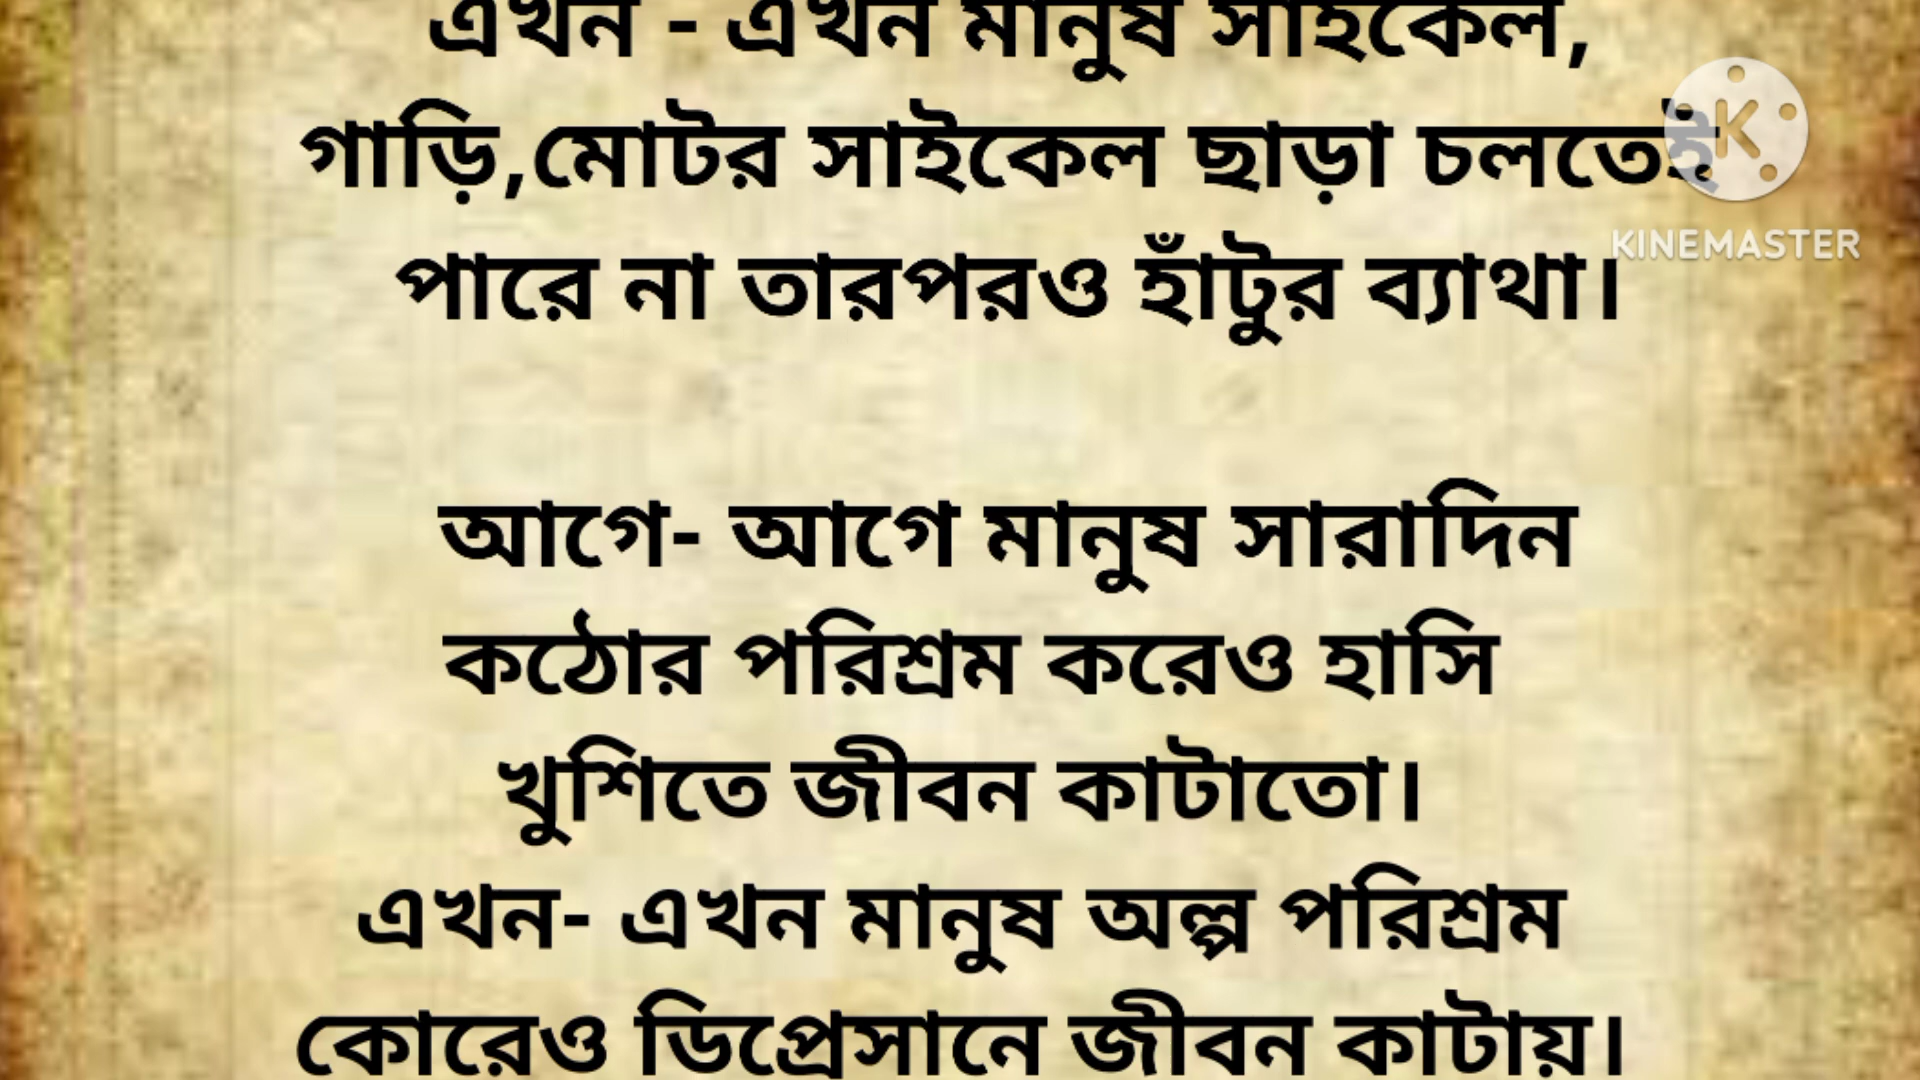 এখন - এখন মানুষ সাইকেল,
গাড়ি,মোটর সাইকেল ছাড়া চলতেই
পারে না তারপরও হাঁটুর ব্যাথা।
KINEMASTER
আগে- আগে মানুষ সারাদিন
কঠোর পরিশ্রম করেও হাসি
খুশিতে জীবন কাটাতো।
এখন- এখন মানুষ অল্প পরিশ্রম
কোরেও ডিপ্রেসানে জীবন কাটায়।